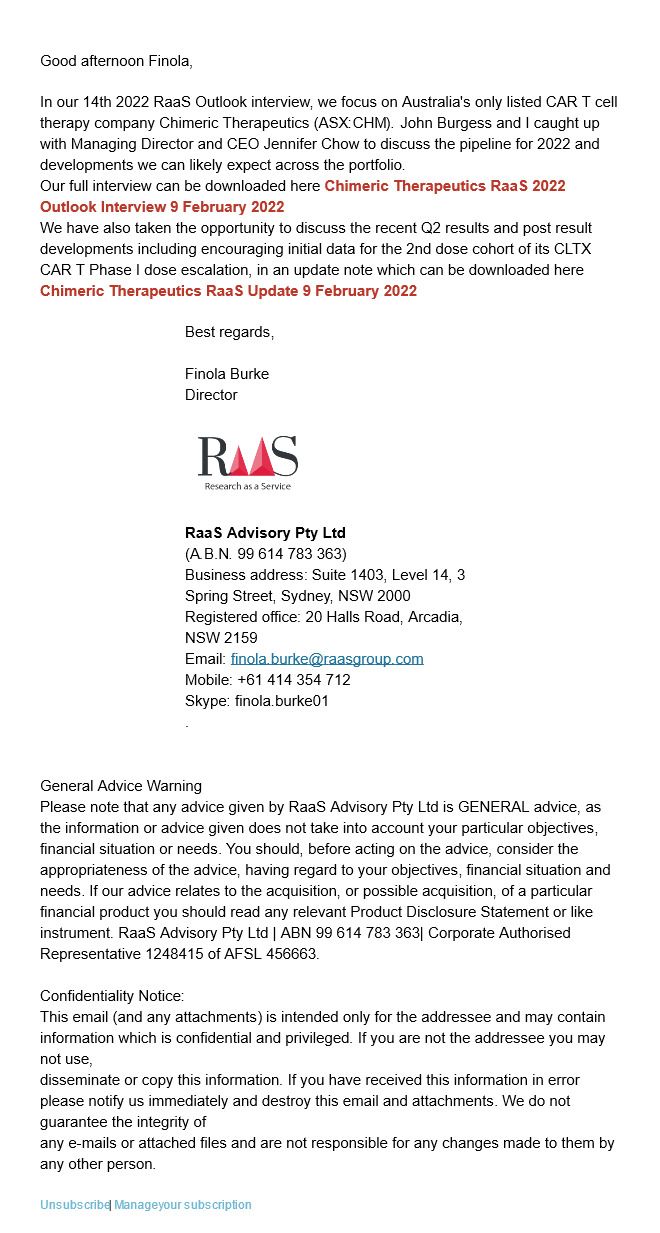 Good afternoon Finola,
In our 14th 2022 RaaS Outlook interview, we focus on Australia's only listed CAR T cell
therapy company Chimeric Therapeutics (ASX:CHM). John Burgess and I caught up
with Managing Director and CEO Jennifer Chow to discuss the pipeline for 2022 and
developments we can likely expect across the portfolio.
Our full interview can be downloaded here Chimeric Therapeutics RaaS 2022
Outlook Interview 9 February 2022
We have also taken the opportunity to discuss the recent Q2 results and post result
developments including encouraging initial data for the 2nd dose cohort of its CLTX
CAR T Phase I dose escalation, in an update note which can be downloaded here
Chimeric Therapeutics RaaS Update 9 February 2022
Best regards,
Finola Burke
Director
RAAS
Research as a Service
RaaS Advisory Pty Ltd
(A.B.N. 99 614 783 363)
Business address: Suite 1403, Level 14, 3
Spring Street, Sydney, NSW 2000
Registered office: 20 Halls Road, Arcadia,
NSW 2159
Email: finola.burke@raasgroup.com
Mobile: +61 414 354 712
Skype: finola.burke01
.
General Advice Warning
Please note that any advice given by RaaS Advisory Pty Ltd is GENERAL advice, as
the information or advice given does not take into account your particular objectives,
financial situation or needs. You should, before acting on the advice, consider the
appropriateness of the advice, having regard to your objectives, financial situation and
needs. If our advice relates to the acquisition, or possible acquisition, of a particular
financial product you should read any relevant Product Disclosure Statement or like
instrument. RaaS Advisory Pty Ltd | ABN 99 614 783 363| Corporate Authorised
Representative 1248415 of AFSL 456663.
Confidentiality Notice:
This email (and any attachments) is intended only for the addressee and may contain
information which is confidential and privileged. If you are not the addressee you may
not use,
disseminate or copy this information. If you have received this information in error
please notify us immediately and destroy this email and attachments. We do not
guarantee the integrity of
any e-mails or attached files and are not responsible for any changes made to them by
any other person.
Unsubscribe| Manageyour subscription